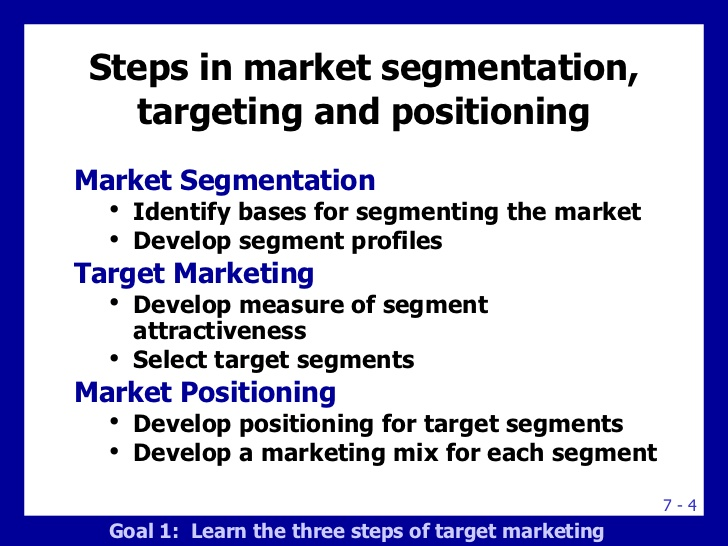 Steps in market segmentation,
targeting and positioning
Market Segmentation
• Identify bases for segmenting the market
• Develop segment profiles
Target Marketing
• Develop measure of segment
attractiveness
• Select target segments
Market Positioning
• Develop positioning for target segments
• Develop a marketing mix for each segment
7 - 4
Goal 1: Learn the three steps of target marketing